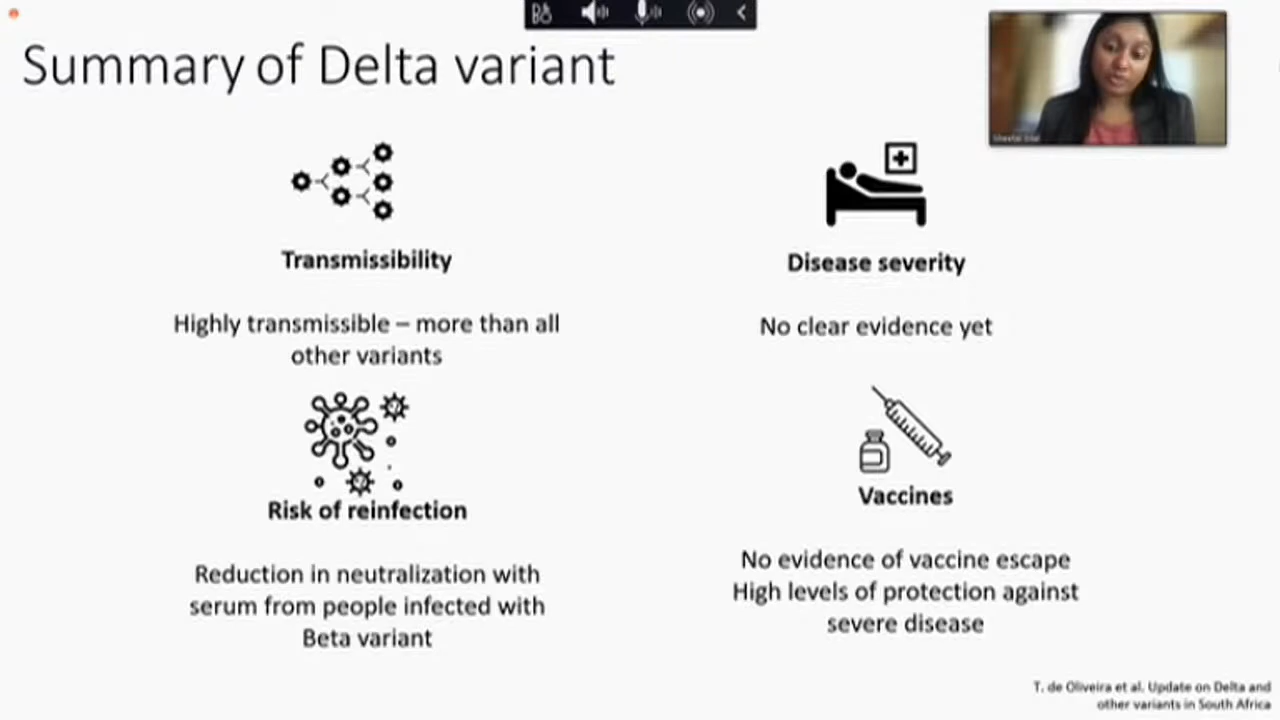 Summary of Delta variant
Transmissibility
Highly transmissible – more than all
other variants
Disease severity
No clear evidence yet
Risk of reinfection
Reduction in neutralization with
serum from people infected with
Beta variant
Vaccines
No evidence of vaccine escape
High levels of protection against
severe disease
T. de Oliveira et al. Update on Delta and
other variants in South Africa